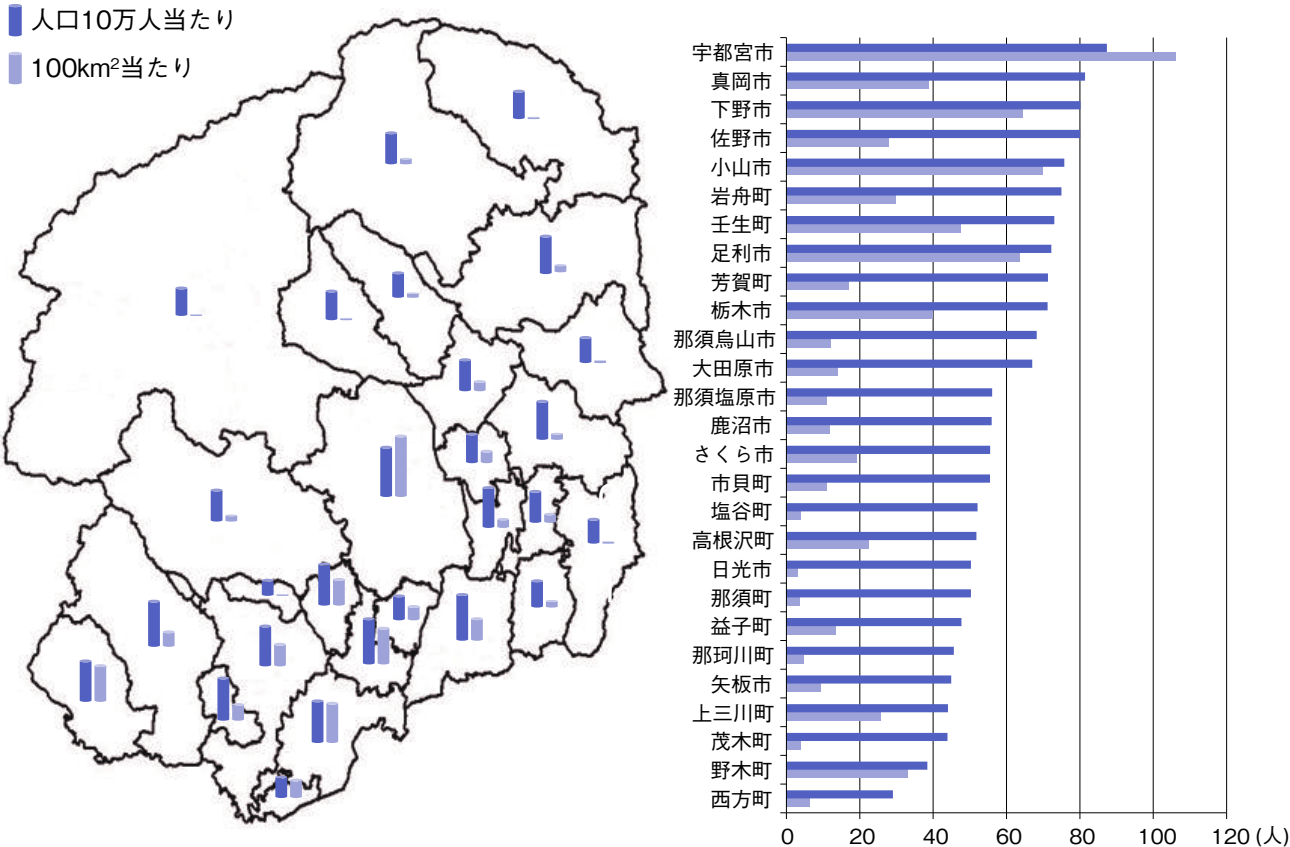 人口10万人当たり
100km²当たり
宇都宮市
真岡市
下野市
佐野市
小山市
岩舟町
壬生町
足利市
芳賀町
栃木市
那須烏山市
大田原市
那須塩原市
鹿沼市
さくら市
市貝町
塩谷町
高根沢町
日光市
那須町
益子町
那珂川町
矢板市
上三川町
茂木町
野木町
西方町
0 20 40 60 80 100 120 (人)